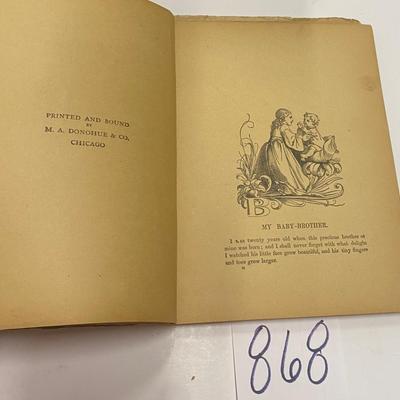 PRINTED AND BOUND
BY
M. A. DONOHUE & CO,
CHICAGO
B
MY BABY-BROTHER.
I was twenty years old when this precious brother of
mine was born; and I shall never forget with what delight
I watched his little face grow beautiful, and his tiny fingers
and toes grow larger.
868